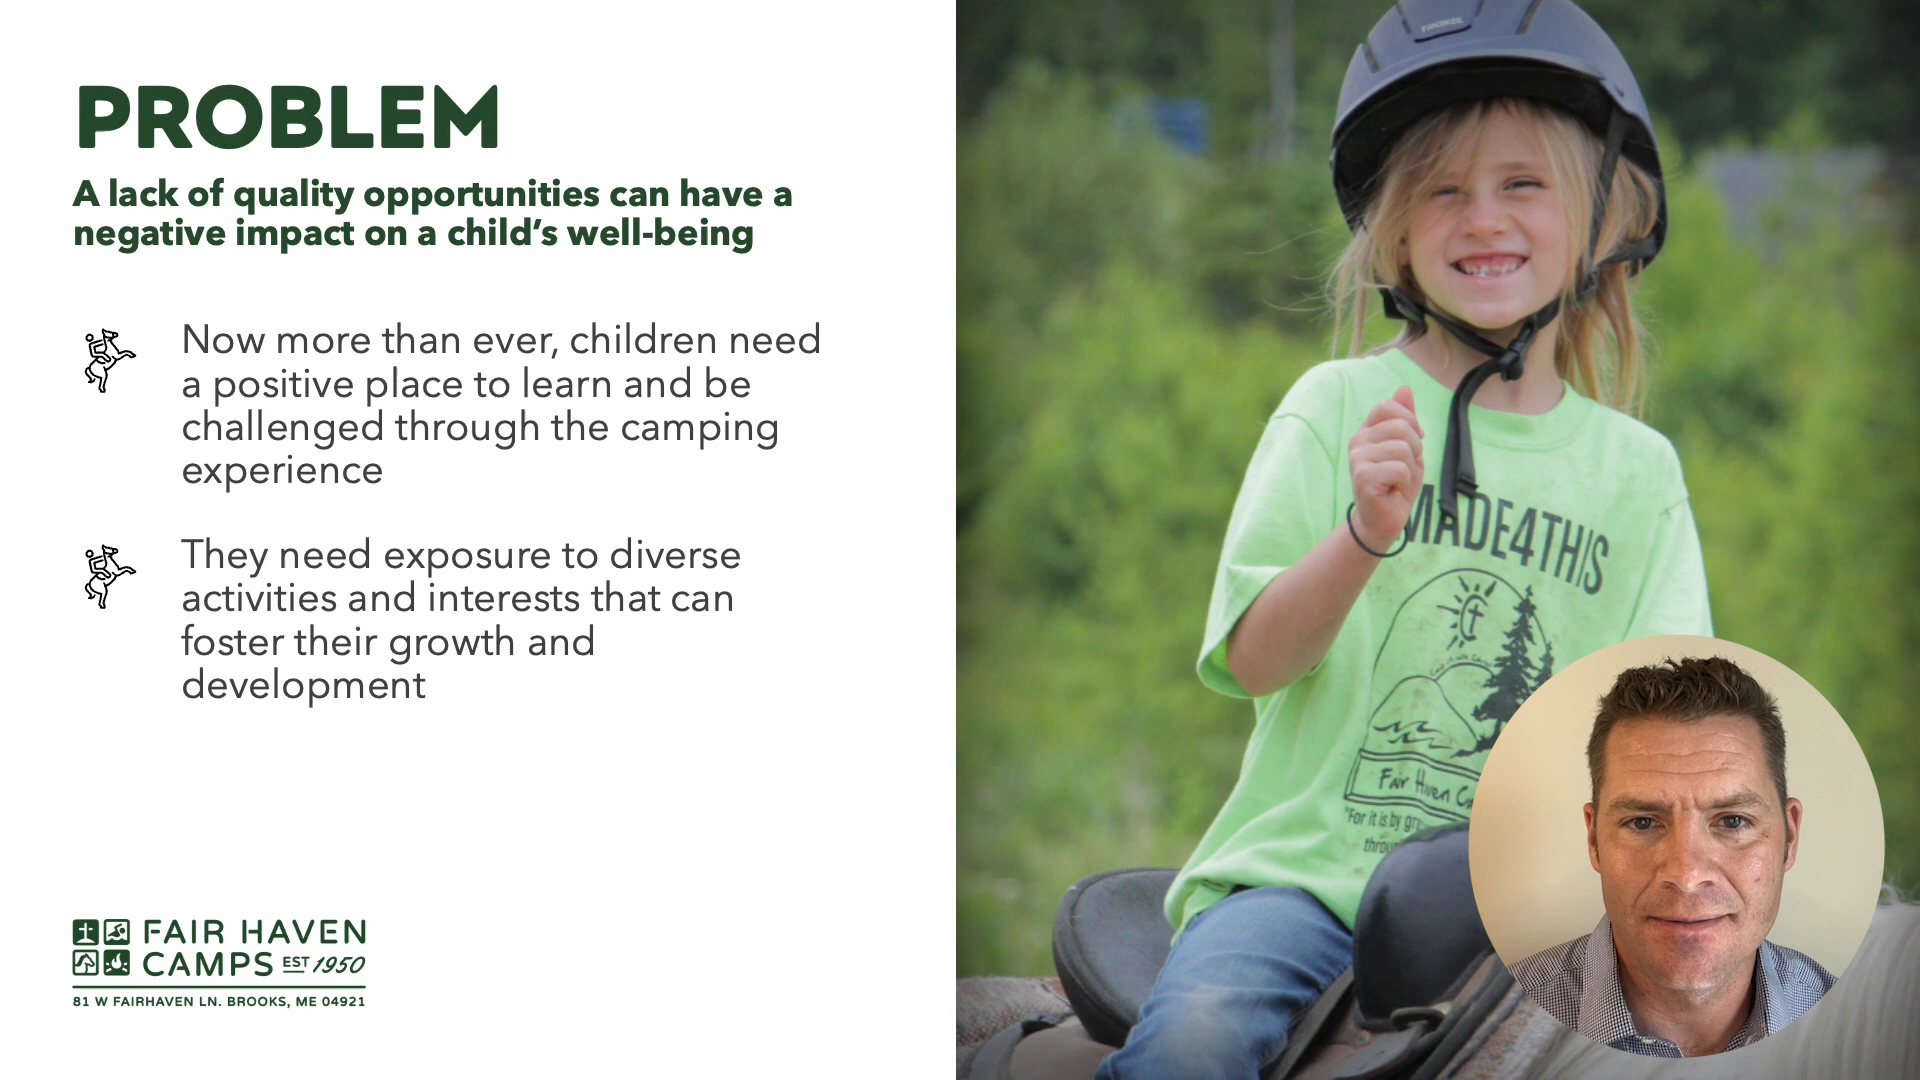 PROBLEM
A lack of quality opportunities can have a
negative impact on a child’s well-being
Now more than ever, children need
a positive place to learn and be
challenged through the camping
experience
They need exposure to diverse
activities and interests that can
foster their growth and
development
FAIR HAVEN
CAMPS EST 1950
81 W FAIRHAVEN LN. BROOKS, ME 04921
TROXEL
MADE4THIS
Fair Haven
"For it is by